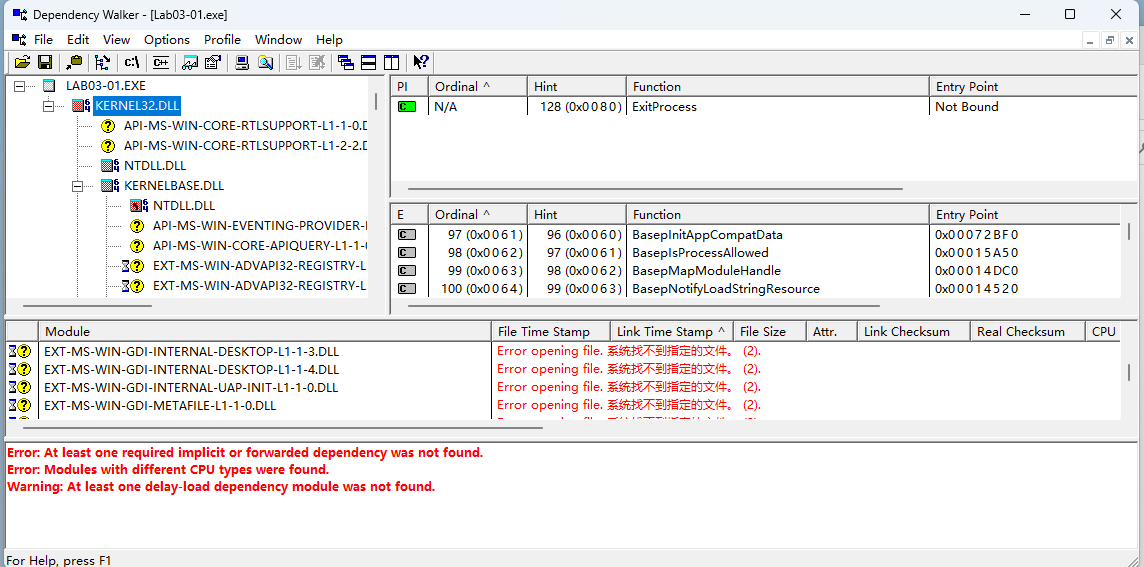 Dependency Walker - [Lab03-01.exe]
File Edit View Options Profile Window Help
c:\ C++
LAB03-01.EXE
KERNEL32.DLL
API-MS-WIN-CORE-RTLSUPPORT-L1-1-0.D
API-MS-WIN-CORE-RTLSUPPORT-L1-2-2.D
NTDLL.DLL
KERNELBASE.DLL
NTDLL.DLL
API-MS-WIN-EVENTING-PROVIDER-
API-MS-WIN-CORE-APIQUERY-L1-1-
EXT-MS-WIN-ADVAPI32-REGISTRY-L
EXT-MS-WIN-ADVAPI32-REGISTRY-L
PI Ordinal ^ Hint Function Entry Point
C N/A 128 (0x0080) ExitProcess Not Bound
E Ordinal ^ Hint Function Entry Point
C 97 (0x0061) 96 (0x0060) BasepInitAppCompatData 0x00072BF0
C 98 (0x0062) 97 (0x0061) BasepIsProcessAllowed 0x00015A50
C 99 (0x0063) 98 (0x0062) BasepMapModuleHandle 0x00014DC0
C 100 (0x0064) 99 (0x0063) BasepNotifyLoadStringResource 0x00014520
Module File Time Stamp Link Time Stamp ^ File Size Attr. Link Checksum Real Checksum CPU
EXT-MS-WIN-GDI-INTERNAL-DESKTOP-L1-1-3.DLL Error opening file. 系统找不到指定的文件。 (2).
EXT-MS-WIN-GDI-INTERNAL-DESKTOP-L1-1-4.DLL Error opening file. 系统找不到指定的文件。 (2).
EXT-MS-WIN-GDI-INTERNAL-UAP-INIT-L1-1-0.DLL Error opening file. 系统找不到指定的文件。 (2).
EXT-MS-WIN-GDI-METAFILE-L1-1-0.DLL Error opening file. 系统找不到指定的文件。 (2).
Error: At least one required implicit or forwarded dependency was not found.
Error: Modules with different CPU types were found.
Warning: At least one delay-load dependency module was not found.
For Help, press F1